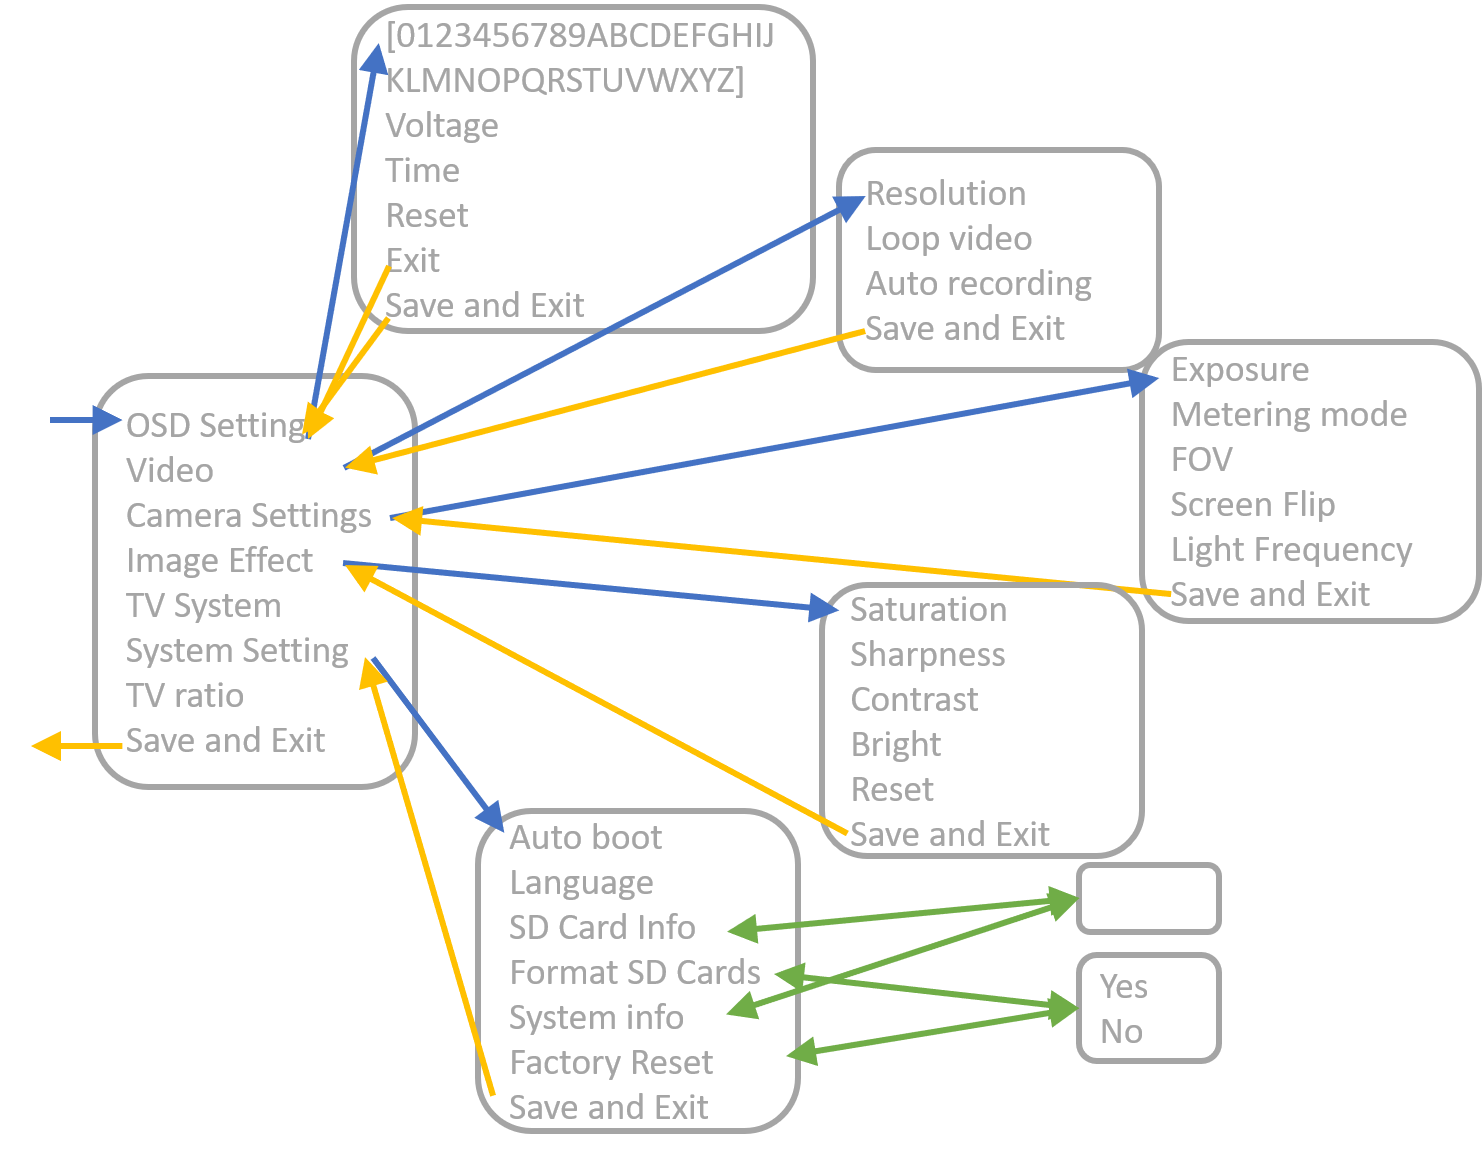 [0123456789ABCDEFGHIJ
KLMNOPQRSTUVWXYZ]
Voltage
Time
Reset
Exit
Save and Exit
Resolution
Loop video
Auto recording
Save and Exit
Exposure
Metering mode
FOV
Screen Flip
Light Frequency
Save and Exit
OSD Setting
Video
Camera Settings
Image Effect
TV System
System Setting
TV ratio
Save and Exit
Saturation
Sharpness
Contrast
Bright
Reset
Save and Exit
Auto boot
Language
SD Card Info
Format SD Cards
System info
Factory Reset
Save and Exit
Yes
No